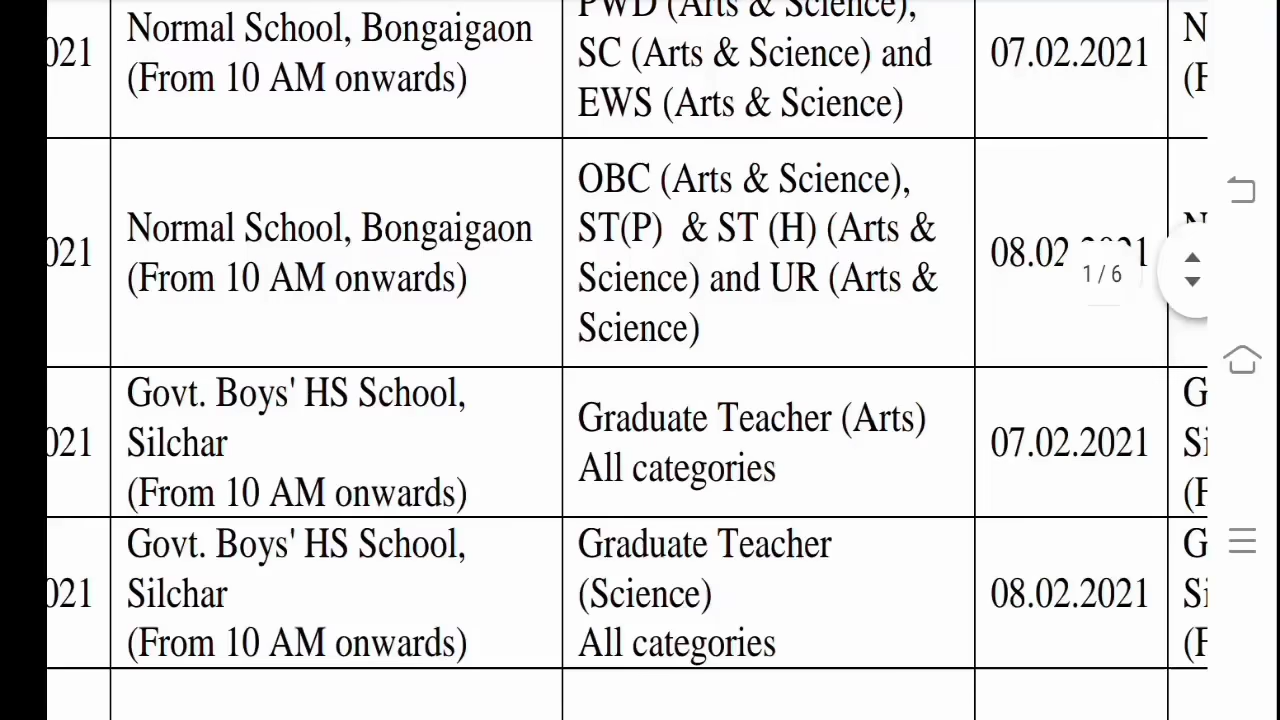 PWD (Arts & Science),
021
Normal School, Bongaigaon
(From 10 AM onwards)
SC (Arts & Science) and
EWS (Arts & Science)
07.02.2021
N
(F
021
Normal School, Bongaigaon
(From 10 AM onwards)
OBC (Arts & Science),
ST(P) & ST (H) (Arts &
Science) and UR (Arts &
Science)
1 / 6
021
Govt. Boys' HS School,
Silchar
(From 10 AM onwards)
Graduate Teacher (Arts)
All categories
07.02.2021
G
Si
(F
021
Govt. Boys' HS School,
Silchar
(From 10 AM onwards)
Graduate Teacher
(Science)
All categories
08.02.2021
G
Si
(F